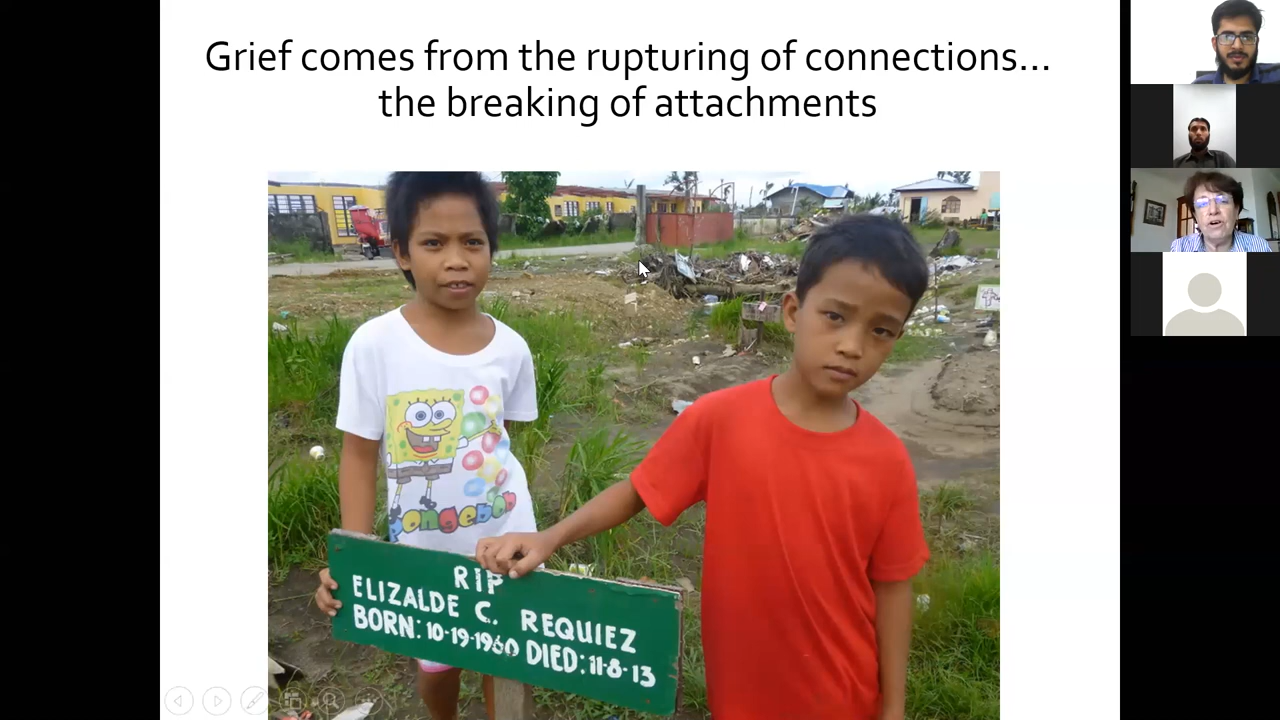 Grief comes from the rupturing of connections...
the breaking of attachments
pongebob
RIP
ELIZALDE C. REQUIEZ
BORN: 10-19-1960 DIED: 11-8-13